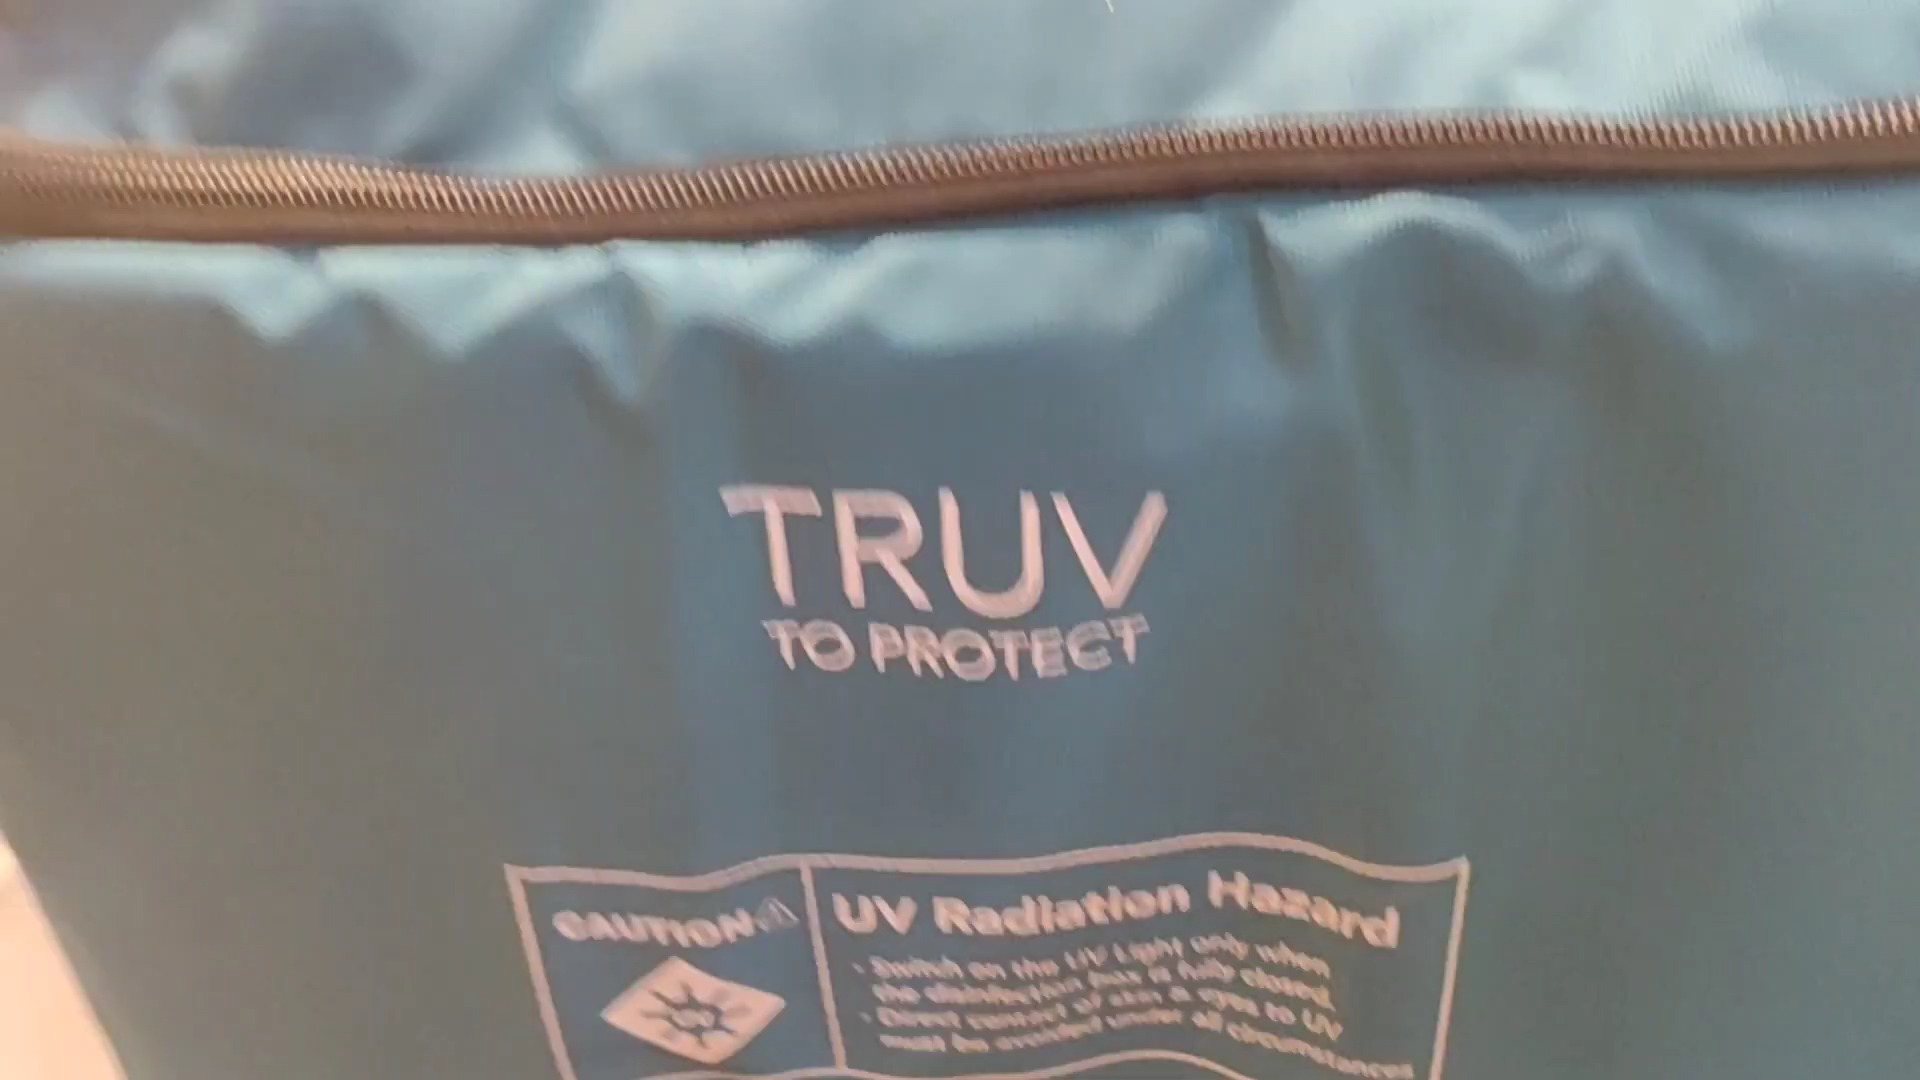 TRUV
TO PROTECT
CAUTION
UV Radiation Hazard
• Switch on the UV Light only when
the disinfection box is fully closed.
• Direct contact of skin & eyes to UV
must be avoided under all circumstances